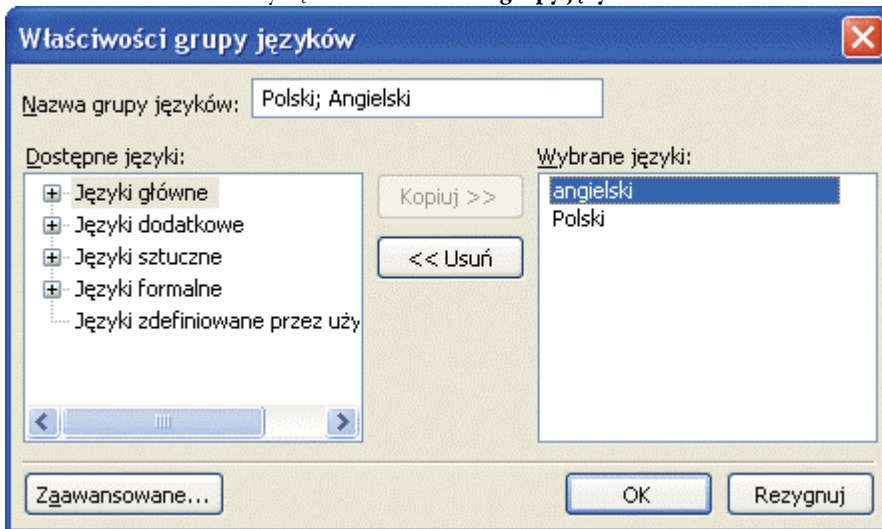 Właściwości grupy języków
Nazwa grupy języków: Polski; Angielski
Dostępne języki:
Języki główne
Języki dodatkowe
Języki sztuczne
Języki formalne
Języki zdefiniowane przez uży
Kopiuj >>
<< Usuń
Wybrane języki:
angielski
Polski
Zaawansowane...
OK
Rezygnuj